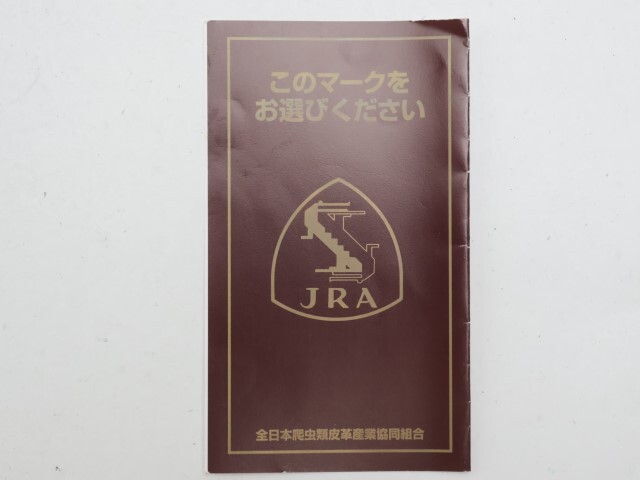 このマークを
お選びください
JRA
全日本爬虫類皮革産業協同組合